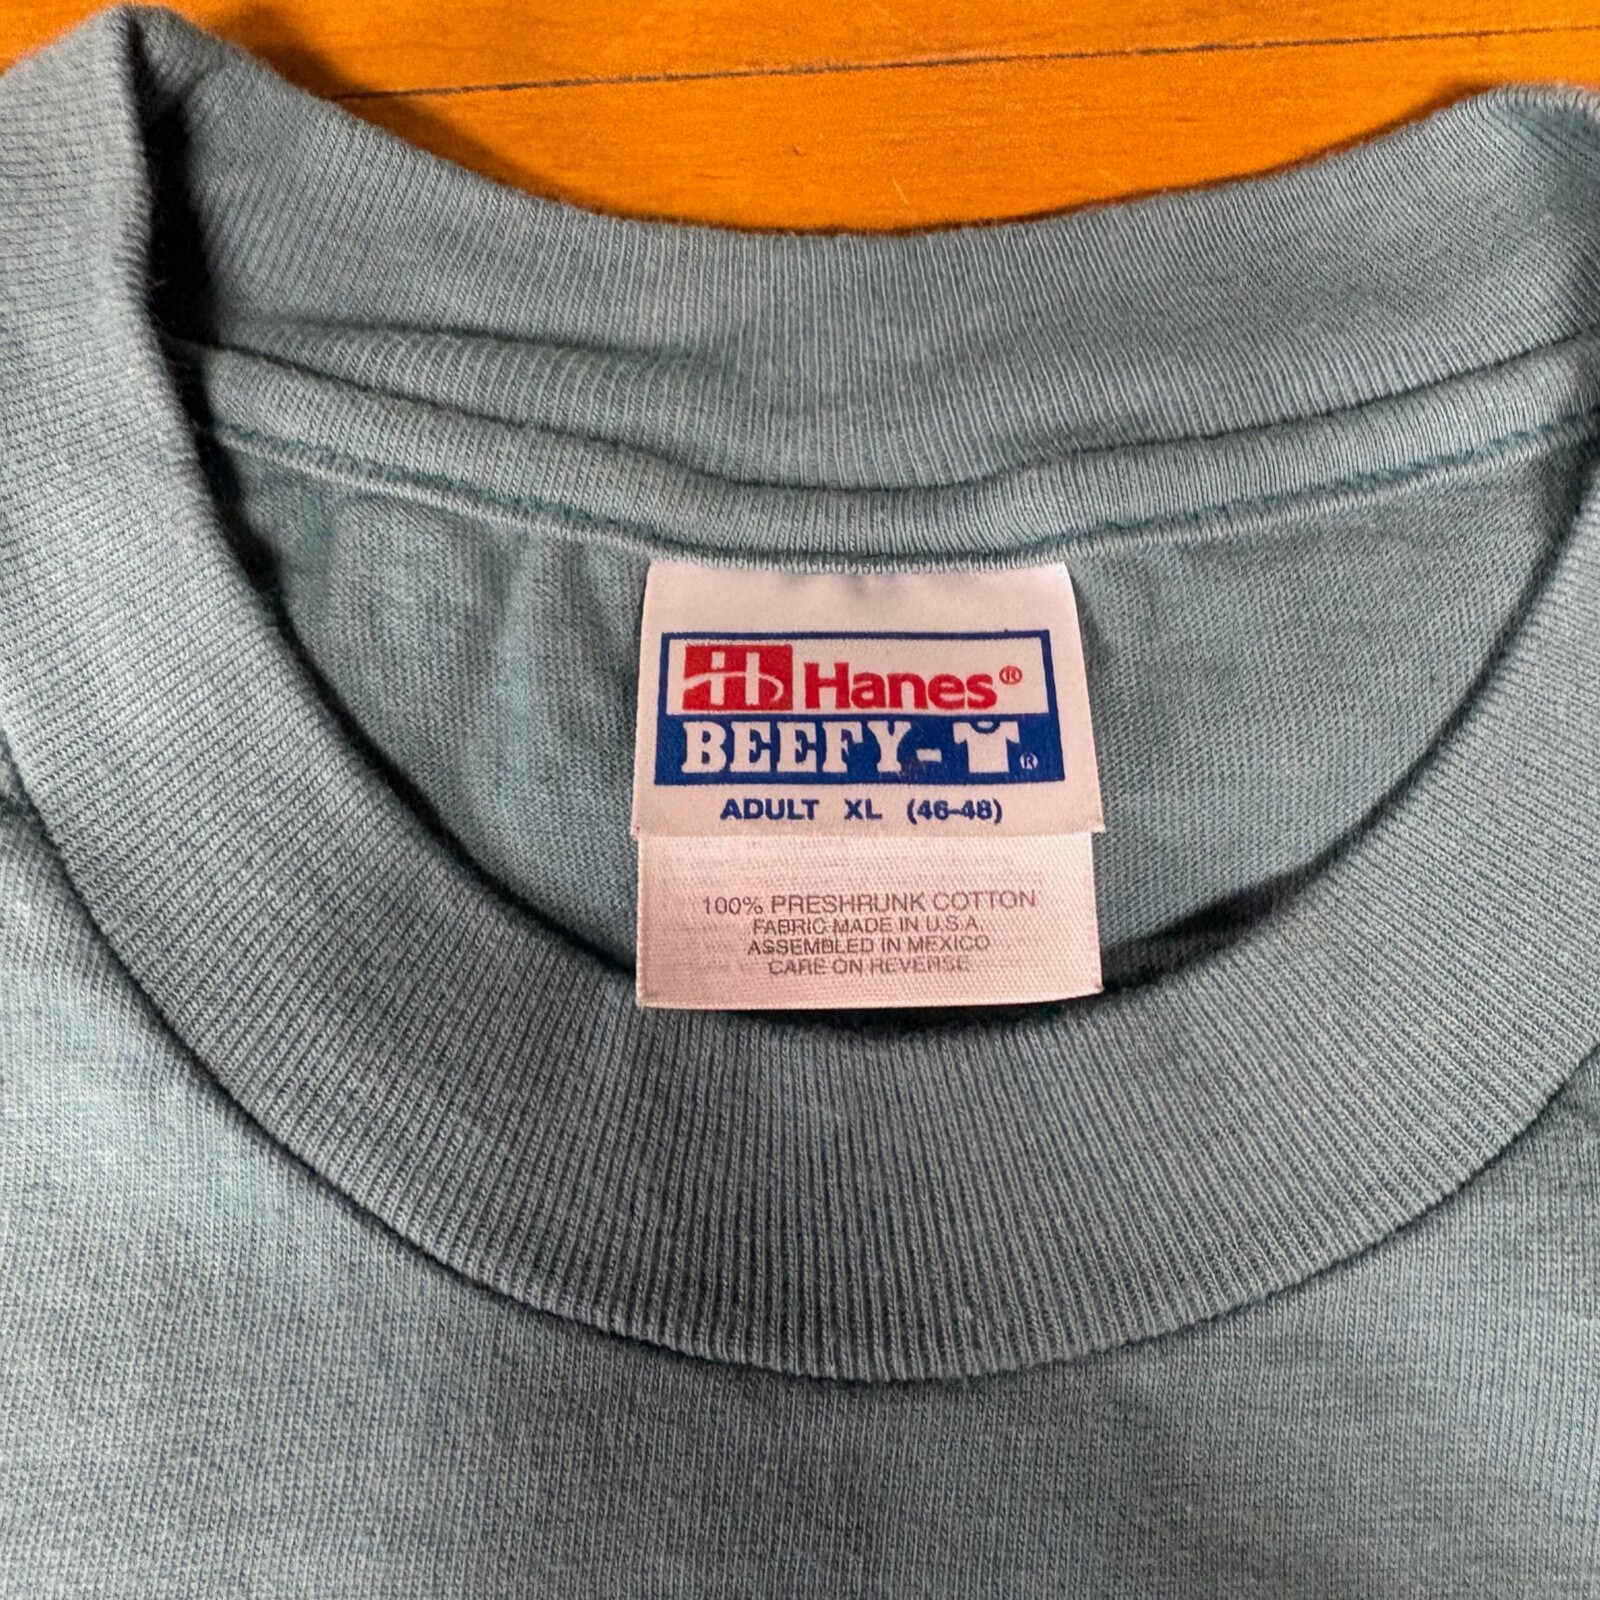 Hanes®
BEEFY-T®
ADULT XL (46-48)
100% PRESHRUNK COTTON
FABRIC MADE IN U.S.A.
ASSEMBLED IN MEXICO
CARE ON REVERSE